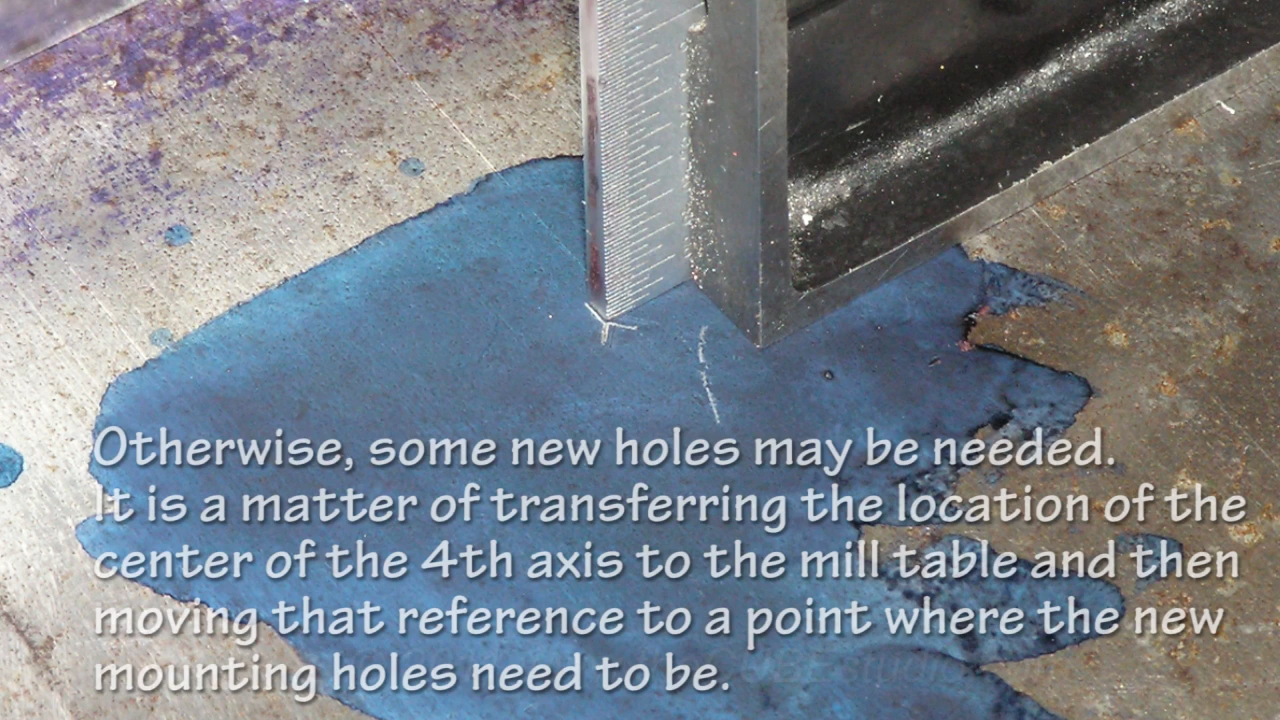 Otherwise, some new holes may be needed.
It is a matter of transferring the location of the
center of the 4th axis to the mill table and then
moving that reference to a point where the new
mounting holes need to be.